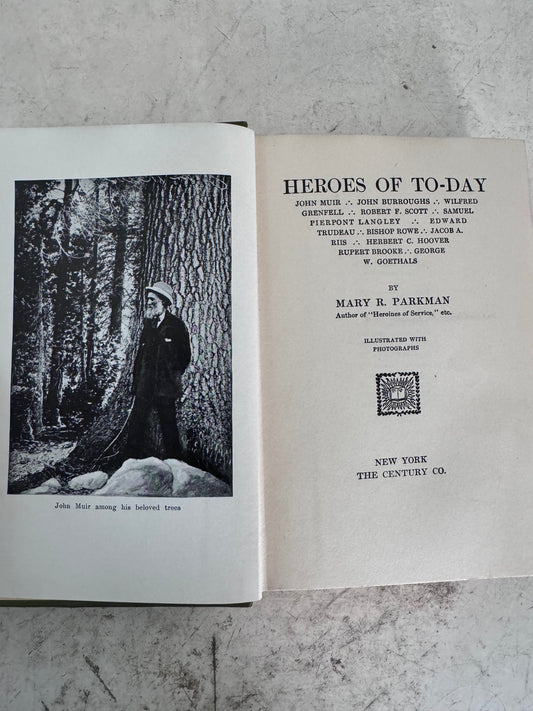 John Muir among his beloved trees
HEROES OF TO-DAY
JOHN MUIR ∴ JOHN BURROUGHS ∴ WILFRED
GRENFELL ∴ ROBERT F. SCOTT ∴ SAMUEL
PIERPONT LANGLEY ∴ EDWARD
TRUDEAU ∴ BISHOP ROWE ∴ JACOB A.
RIIS ∴ HERBERT C. HOOVER
RUPERT BROOKE ∴ GEORGE
W. GOETHALS
BY
MARY R. PARKMAN
Author of "Heroines of Service," etc.
ILLUSTRATED WITH
PHOTOGRAPHS
NEW YORK
THE CENTURY CO.